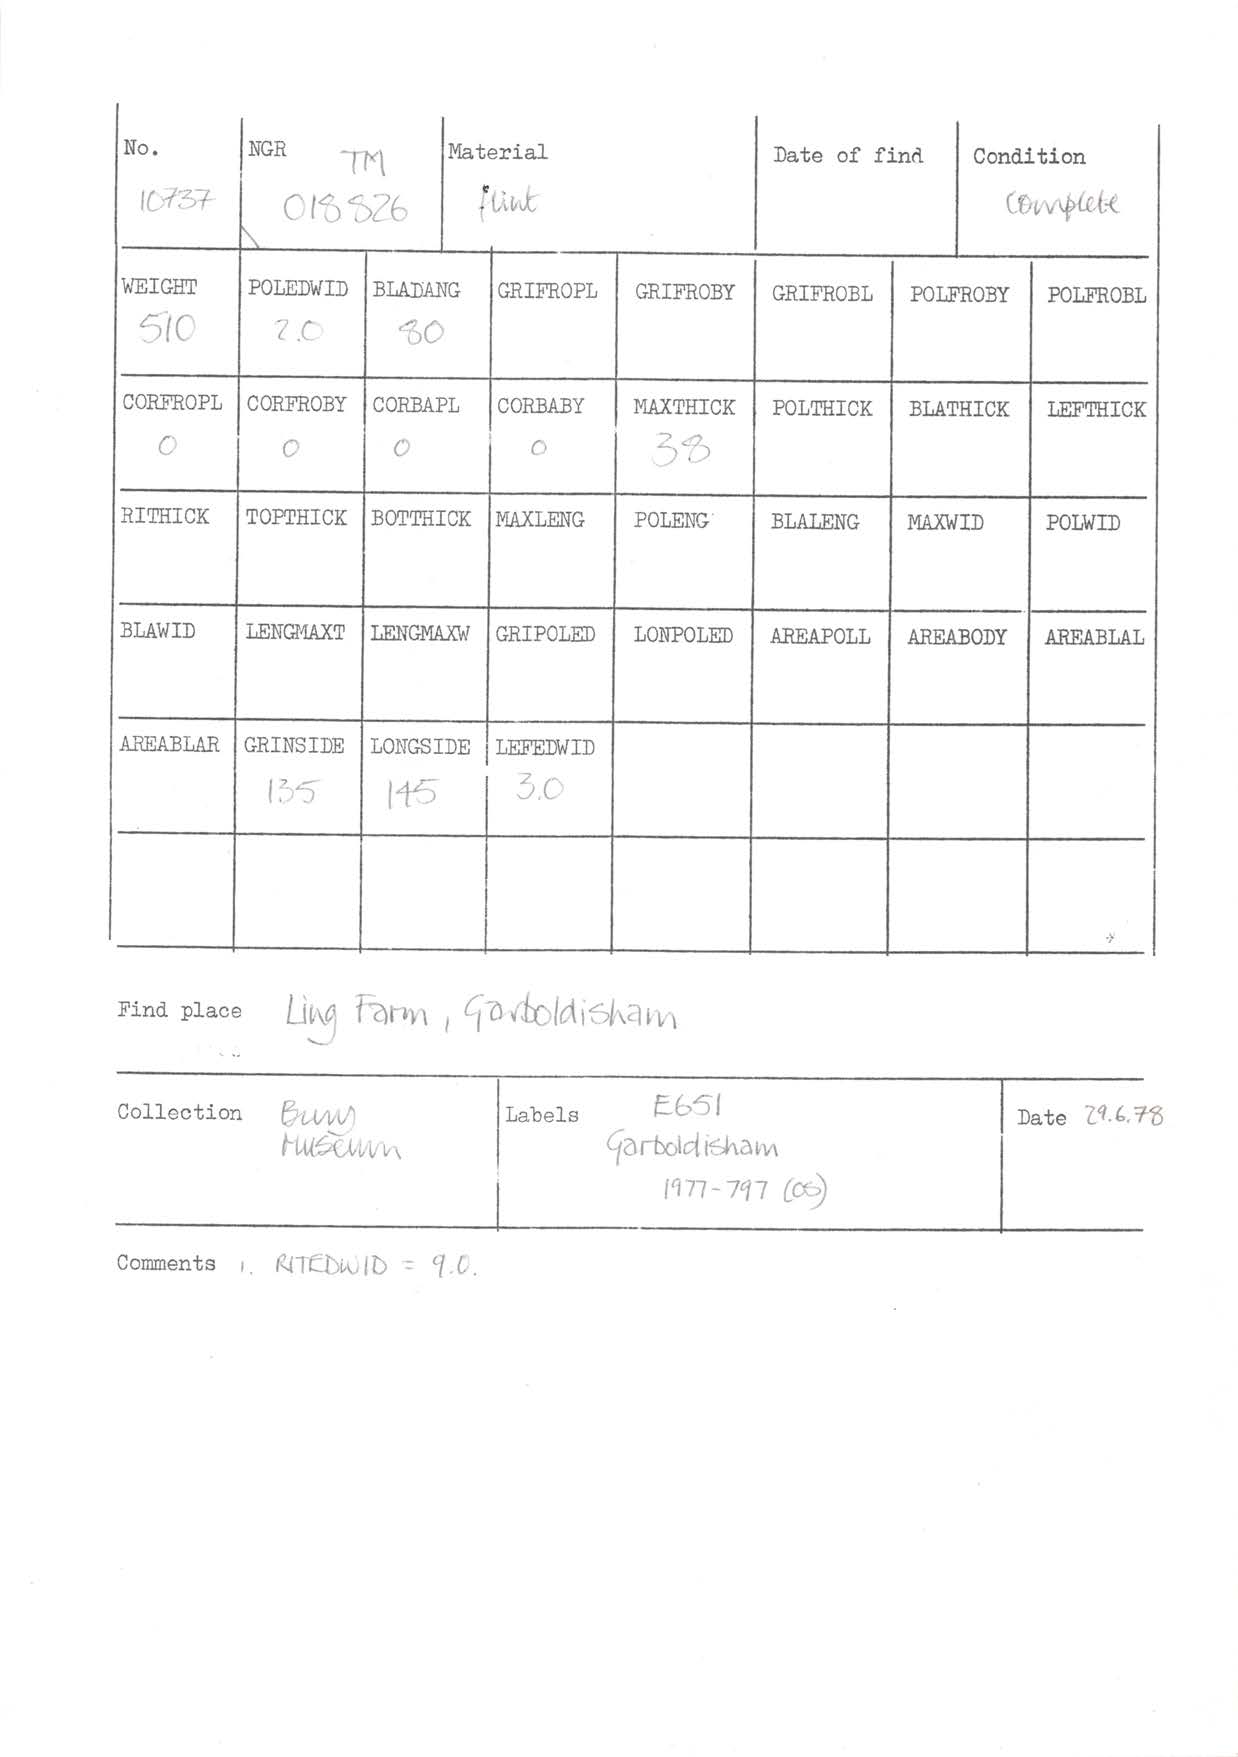 No. NGR TM Material Date of find Condition
10737 018826 flint complete
WEIGHT POLEDWID BLADANG GRIFROPL GRIFROBY GRIFROBL POLFROBY POLFROBL
510 2.0 80
CORFROPL CORFROBY CORBAPL CORBABY MAXTHICK POLTHICK BLATHICK LEFTHICK
0 0 0 0 38
RITHICK TOPTHICK BOTTHICK MAXLENG POLENG BLALENG MAXWID POLWID
BLAWID LENGMAXT LENGMAXW GRIPOLED LONPOLED AREAPOLL AREABODY AREABLAL
AREABLAR GRINSIDE LONGSIDE LEFEDWID
135 145 3.0
Find place Ling Farm, Garboldisham
Collection Bury Labels E651 Date 29.6.78
Museum Garboldisham
1977-797 (OS)
Comments 1. RITEDWID = 9.0.